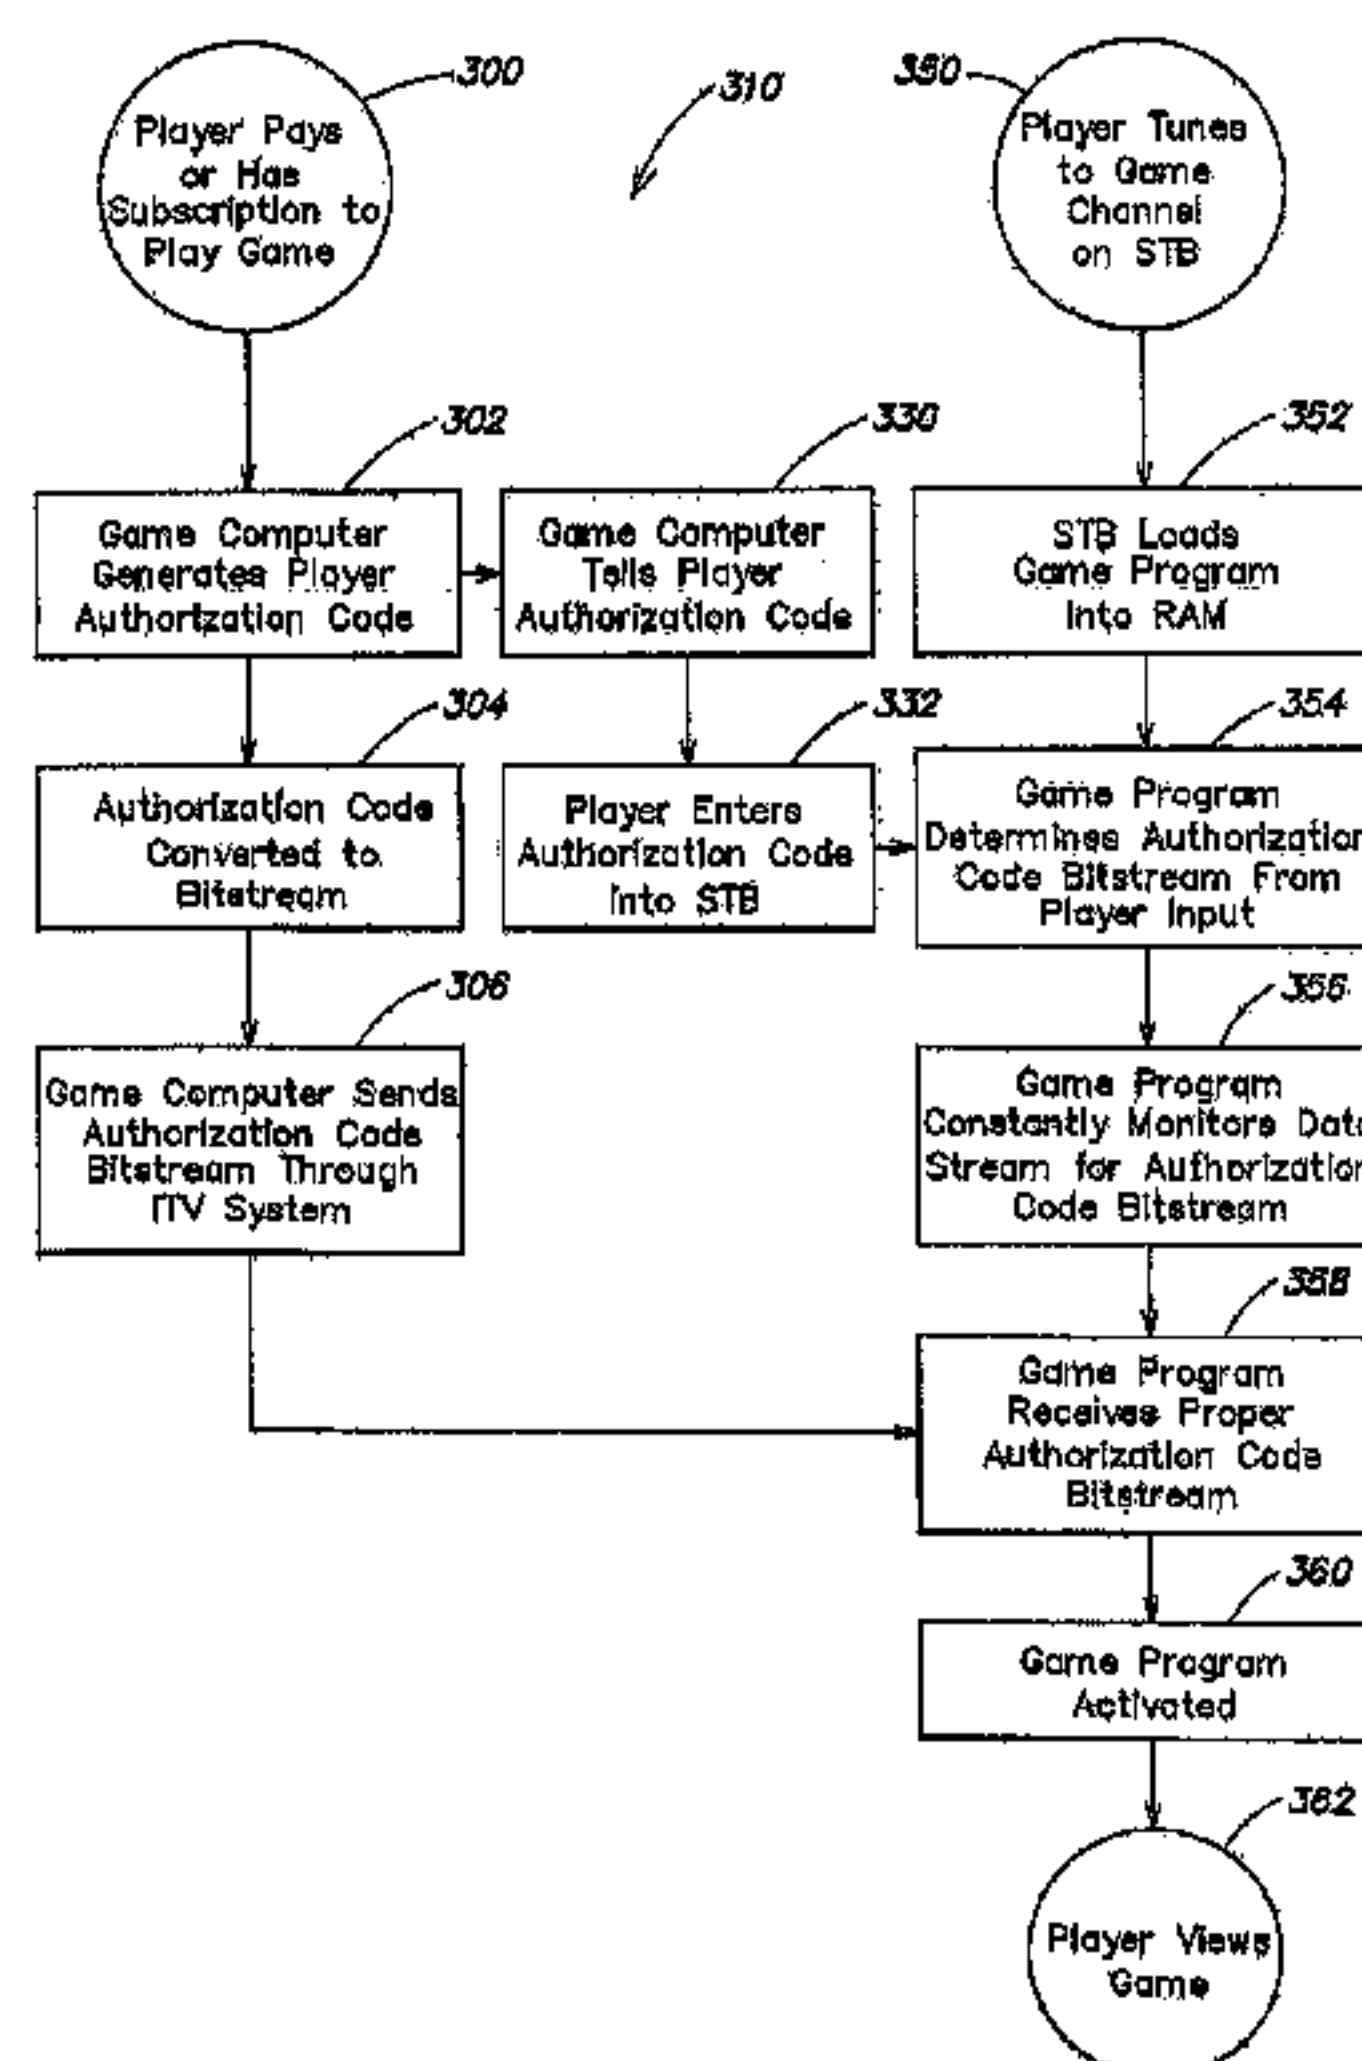 300
Player Pays
or Has
Subscription to
Play Game
310
350
Player Tunes
to Game
Channel
on STB
302
Game Computer
Generates Player
Authorization Code
330
Game Computer
Tells Player
Authorization Code
352
STB Loads
Game Program
Into RAM
304
Authorization Code
Converted to
Bitstream
332
Player Enters
Authorization Code
Into STB
354
Game Program
Determines Authorization
Code Bitstream From
Player Input
306
Game Computer Sends
Authorization Code
Bitstream Through
ITV System
356
Game Program
Constantly Monitors Data
Stream for Authorization
Code Bitstream
358
Game Program
Receives Proper
Authorization Code
Bitstream
360
Game Program
Activated
362
Player Views
Game